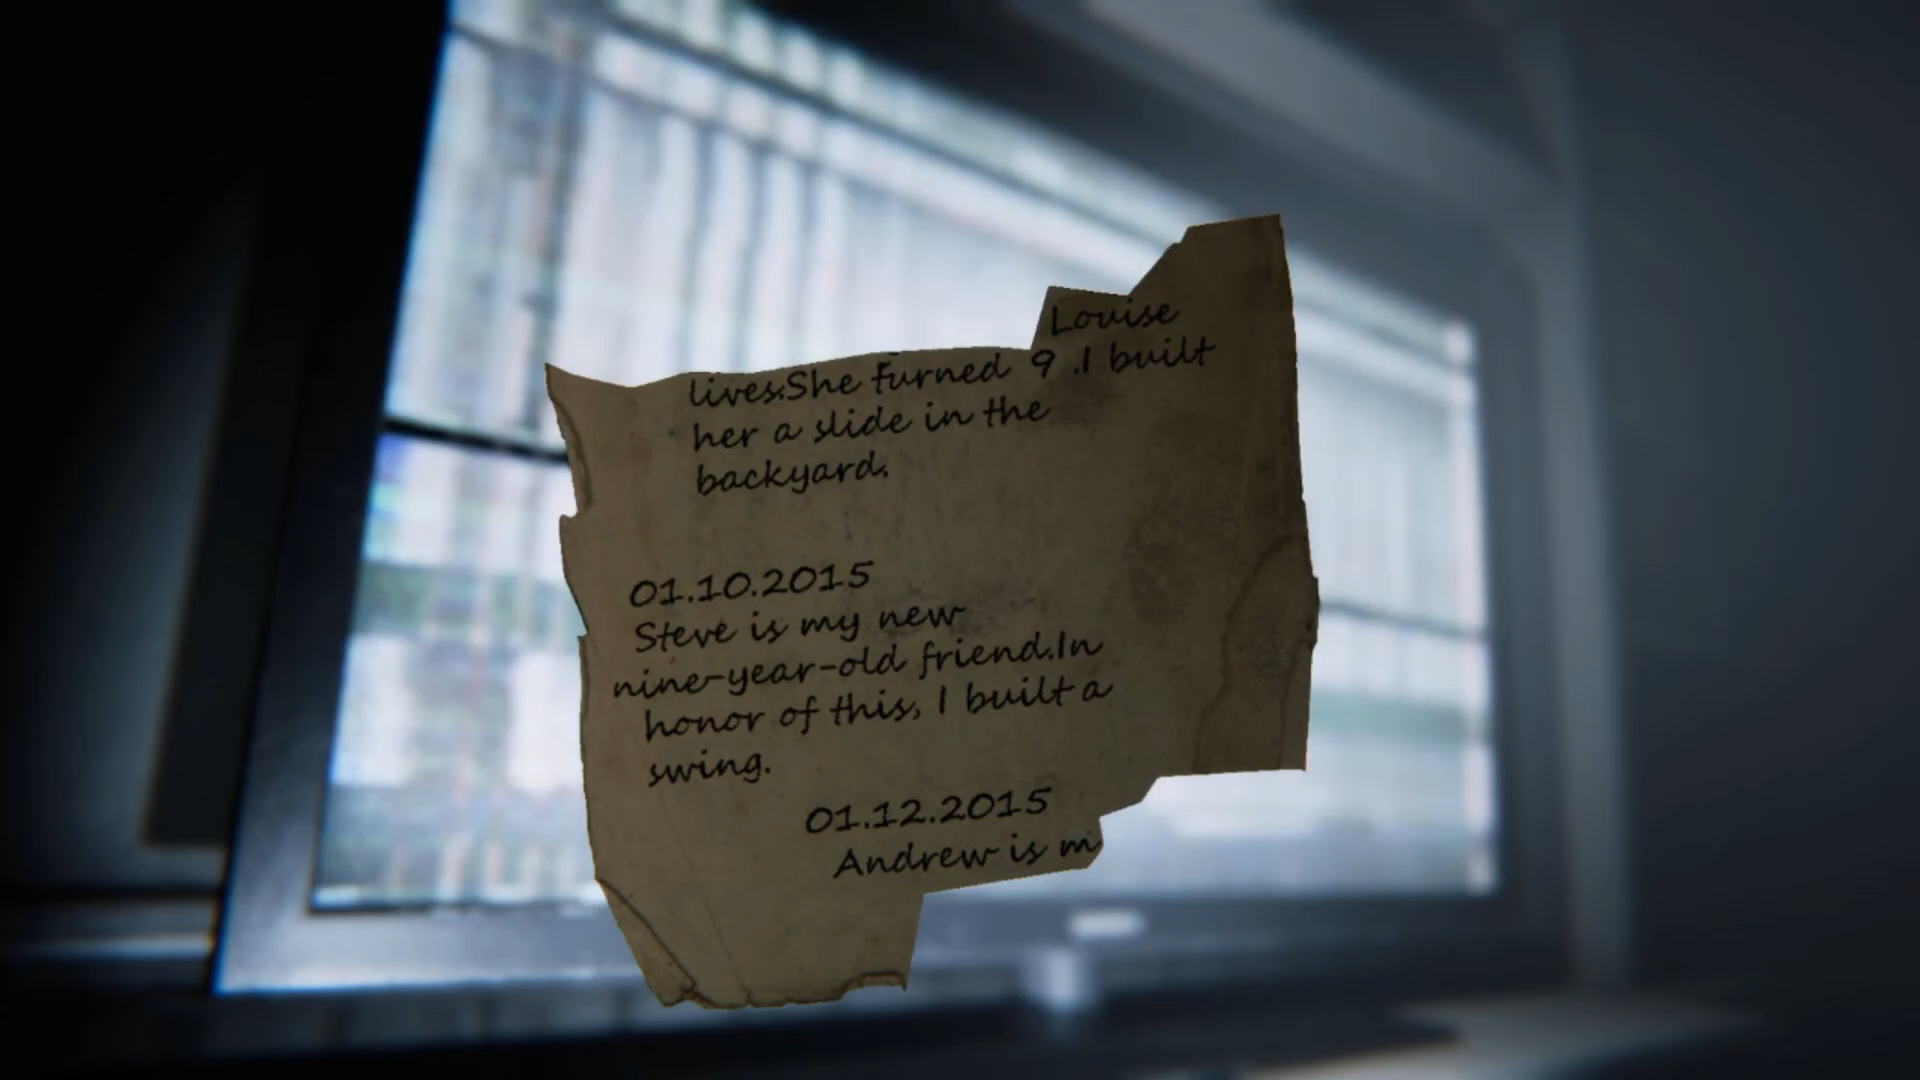 Louise
lives.She turned 9 .I built
her a slide in the
backyard.
01.10.2015
Steve is my new
nine-year-old friend.In
honor of this, I built a
swing.
01.12.2015
Andrew is m